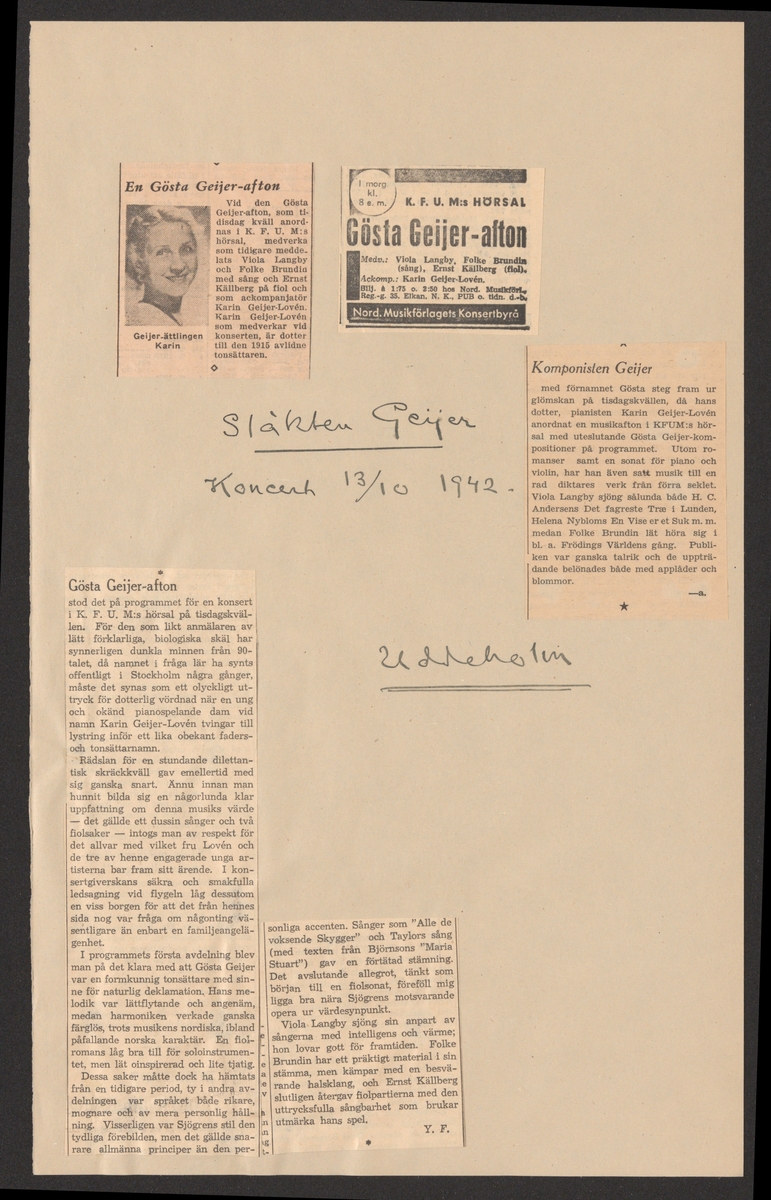 En Gösta Geijer-afton
Vid den Gösta
Geijer-afton, som ti-
disdag kväll anord-
nas i K. F. U. M:s
hörsal, medverka
som tidigare medde-
lats Viola Langby
och Folke Brundin
med sång och Ernst
Källberg på fiol och
som ackompanjatör
Karin Geijer-Lovén.
Karin Geijer-Lovén
som medverkar vid
konserten, är dotter
till den 1915 avlidne
tonsättaren.
Geijer-ättlingen
Karin
I morg.
kl.
8 e. m.
K. F. U. M:s HÖRSAL
Gösta Geijer-afton
Medv.: Viola Langby, Folke Brundin
(sång), Ernst Källberg (fiol).
Ackomp.: Karin Geijer-Lovén.
Bilj. à 1:75 o. 2:50 hos Nord. Musikförl.,
Reg.-g. 35. Elkan, N. K., PUB o. tidn. d.-b.
Nord. Musikförlagets Konsertbyrå
Komponisten Geijer
med förnamnet Gösta steg fram ur
glömskan på tisdagskvällen, då hans
dotter, pianisten Karin Geijer-Lovén
anordnat en musikafton i KFUM:s hör-
sal med uteslutande Gösta Geijer-kom-
positioner på programmet. Utom ro-
manser samt en sonat för piano och
violin, har han även satt musik till en
rad diktares verk från förra seklet.
Viola Langby sjöng sålunda både H. C.
Andersens Det fagreste Træ i Lunden,
Helena Nybloms En Vise er et Suk m. m.
medan Folke Brundin lät höra sig i
bl. a. Frödings Världens gång. Publi-
ken var ganska talrik och de uppträ-
dande belönades både med applåder och
blommor.
—a.
Släkten Geijer
Koncert 13/10 1942.
Uddeholm
Gösta Geijer-afton
stod det på programmet för en konsert
i K. F. U. M:s hörsal på tisdagskväl-
len. För den som likt anmälaren av
lätt förklarliga, biologiska skäl har
synnerligen dunkla minnen från 90-
talet, då namnet i fråga lär ha synts
offentligt i Stockholm några gånger,
måste det synas som ett olyckligt ut-
tryck för dotterlig vördnad när en ung
och okänd pianospelande dam vid
namn Karin Geijer-Lovén tvingar till
lystring inför ett lika obekant faders-
och tonsättarnamn.
Rädslan för en stundande dilettan-
tisk skräckkväll gav emellertid med
sig ganska snart. Ännu innan man
hunnit bilda sig en någorlunda klar
uppfattning om denna musiks värde
— det gällde ett dussin sånger och två
fiolsaker — intogs man av respekt för
det allvar med vilket fru Lovén och
de tre av henne engagerade unga ar-
tisterna bar fram sitt ärende. I kon-
sertgiverskans säkra och smakfulla
ledsagning vid flygeln låg dessutom
en viss borgen för att det från hennes
sida nog var fråga om någonting vä-
sentligare än enbart en familjeangelä-
genhet.
I programmets första avdelning blev
man på det klara med att Gösta Geijer
var en formkunnig tonsättare med sin-
ne för naturlig deklamation. Hans me-
lodik var lättflytande och angenäm,
medan harmoniken verkade ganska
färglös, trots musikens nordiska, ibland
påfallande norska karaktär. En fiol-
romans låg bra till för soloinstrumen-
tet, men lät oinspirerad och lite tjatig.
Dessa saker måtte dock ha hämtats
från en tidigare period, ty i andra av-
delningen var språket både rikare,
mognare och av mera personlig håll-
ning. Visserligen var Sjögrens stil den
tydliga förebilden, men det gällde sna-
rare allmänna principer än den per-
sonliga accenten. Sånger som "Alle de
voksende Skygger" och Taylors sång
(med texten från Björnsons "Maria
Stuart") gav en förtätad stämning.
Det avslutande allegrot, tänkt som
början till en fiolsonat, föreföll mig
ligga bra nära Sjögrens motsvarande
opera ur värdesynpunkt.
Viola Langby sjöng sin anpart av
sångerna med intelligens och värme;
hon lovar gott för framtiden. Folke
Brundin har ett präktigt material i sin
stämma, men kämpar med en besvä-
rande halsklang, och Ernst Källberg
slutligen återgav fiolpartierna med den
uttrycksfulla sångbarhet som brukar
utmärka hans spel.
Y. F.